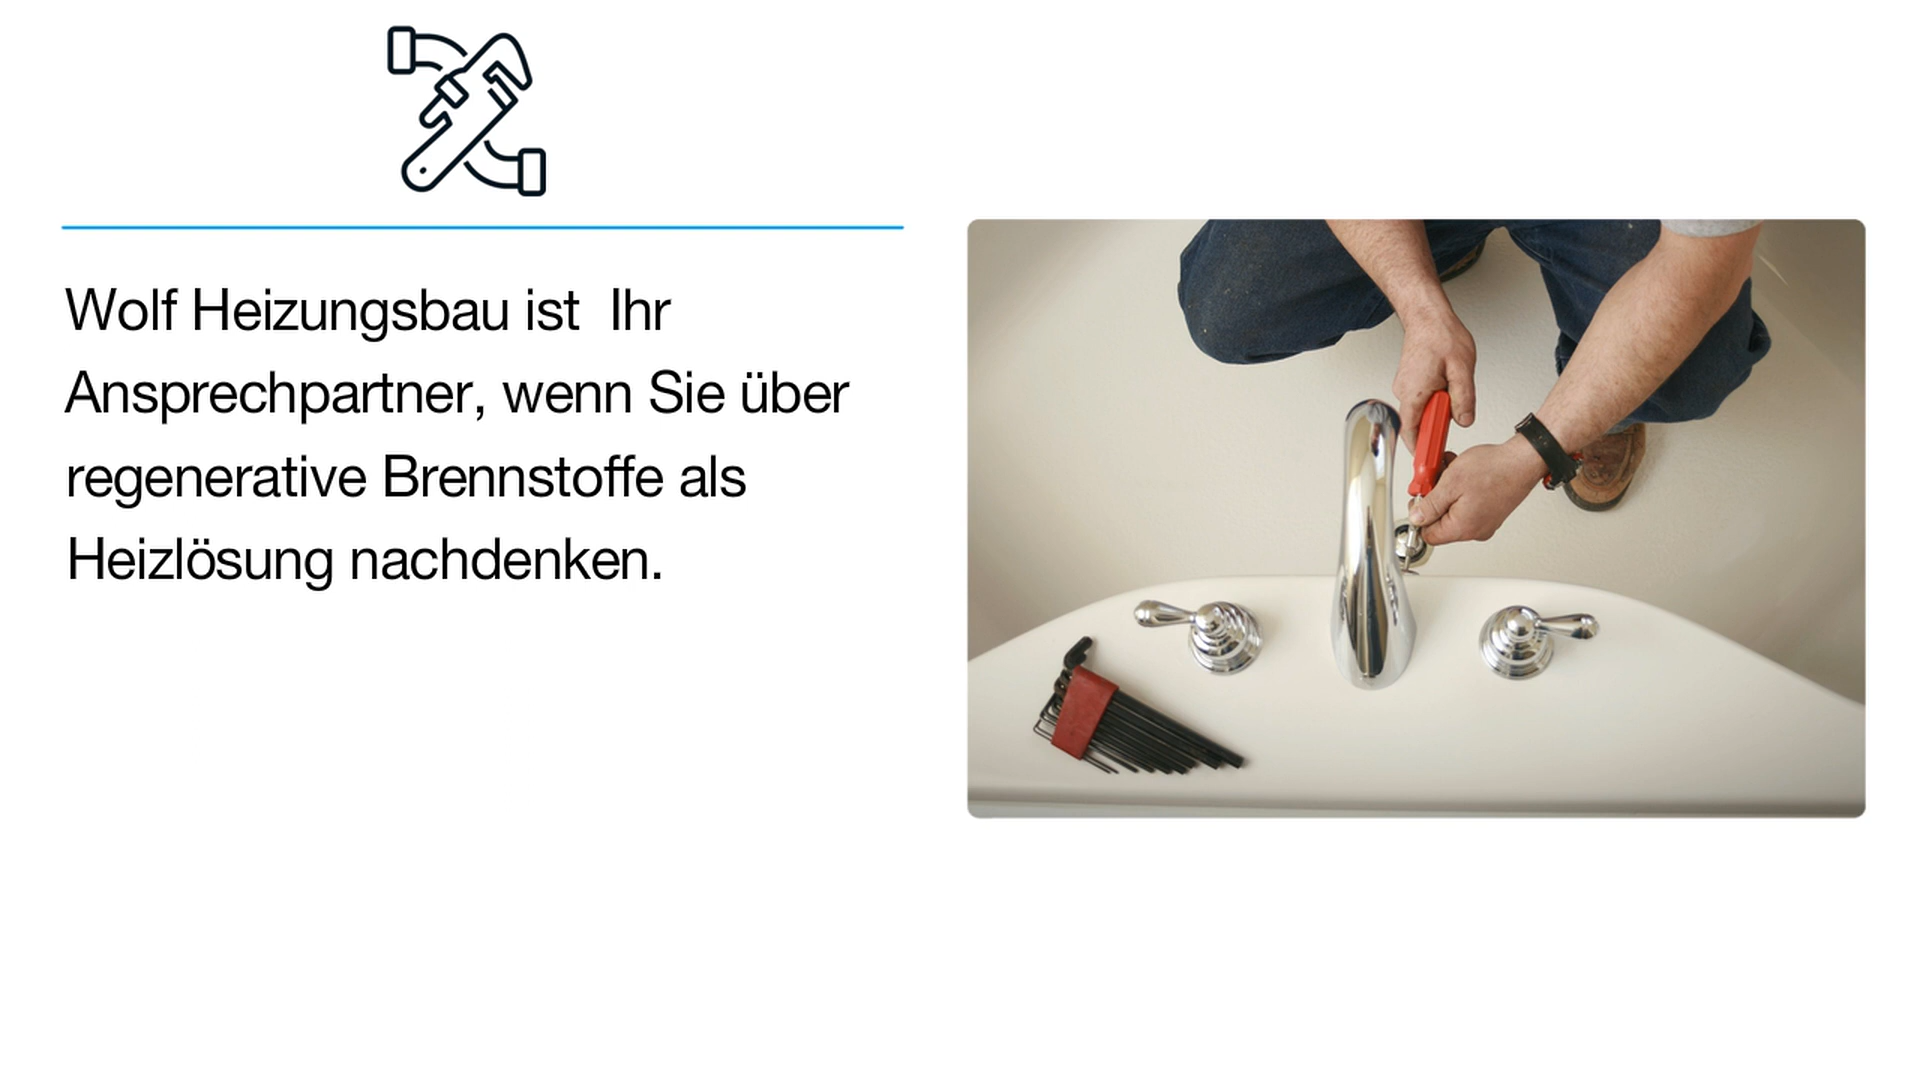 Wolf Heizungsbau ist  Ihr
Ansprechpartner, wenn Sie über
regenerative Brennstoffe als
Heizlösung nachdenken.